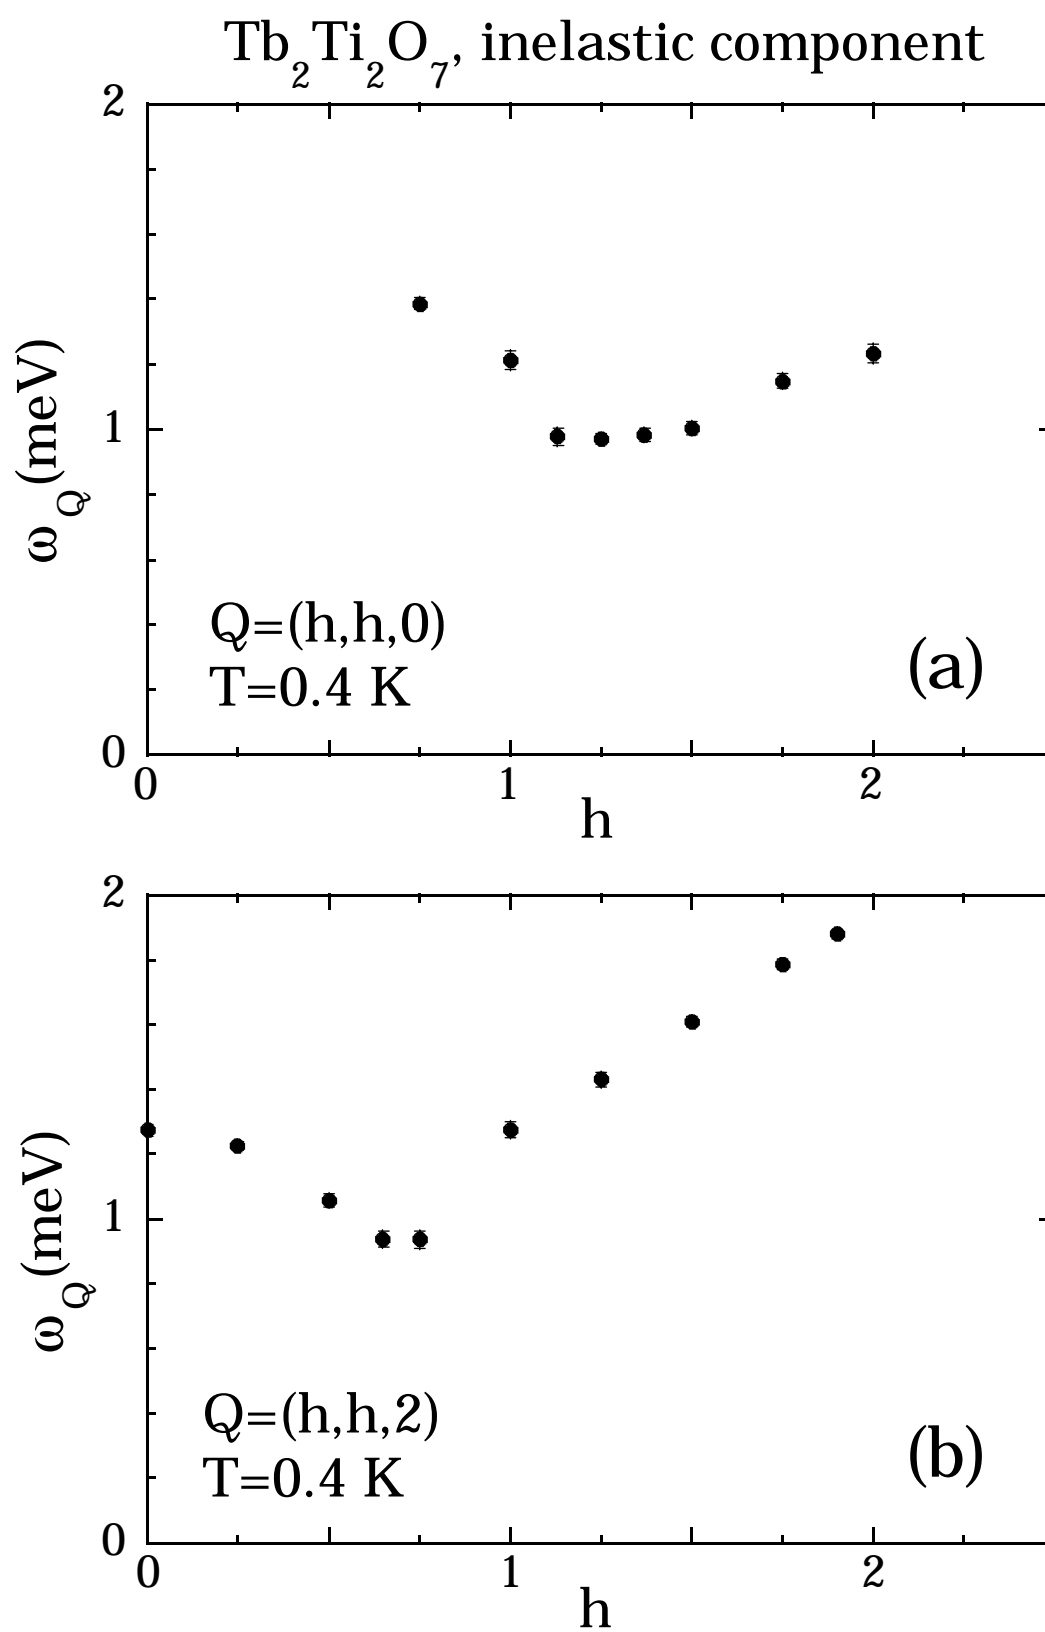 Tb2Ti2O7, inelastic component
2
1
0
ωQ(meV)
Q=(h,h,0)
T=0.4 K
(a)
0 1 2
h
2
1
0
ωQ(meV)
Q=(h,h,2)
T=0.4 K
(b)
0 1 2
h